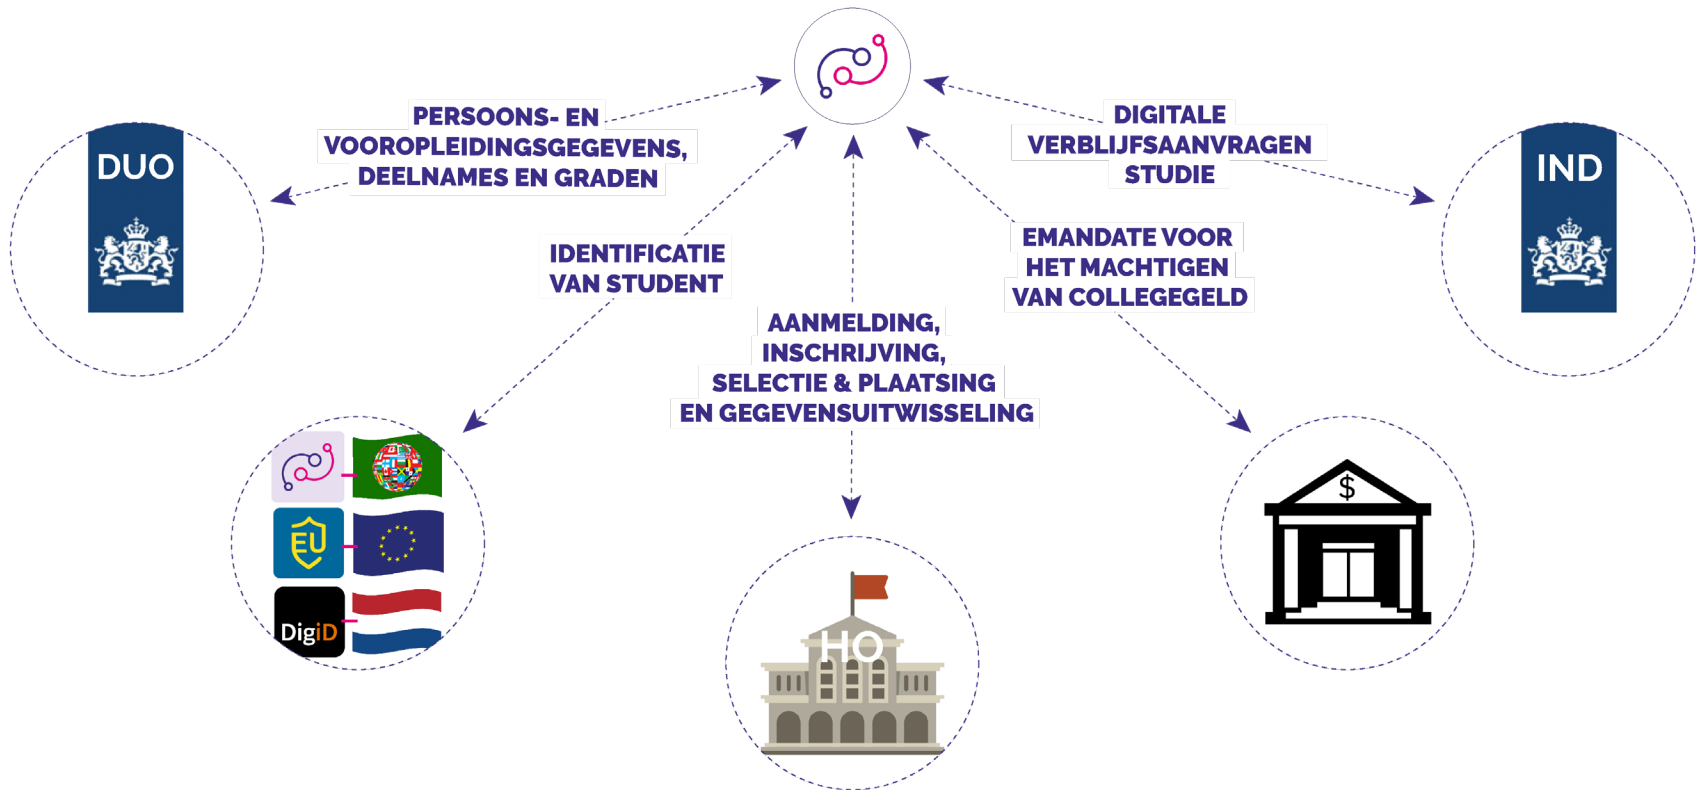 PERSOONS- EN
VOOROPLEIDINGSGEGEVENS,
DEELNAMES EN GRADEN
DIGITALE
VERBLIJFSAANVRAGEN
STUDIE
DUO
IND
IDENTIFICATIE
VAN STUDENT
EMANDATE VOOR
HET MACHTIGEN
VAN COLLEGEGELD
AANMELDING,
INSCHRIJVING,
SELECTIE & PLAATSING
EN GEGEVENSUITWISSELING
EU
DigiD
$
HO